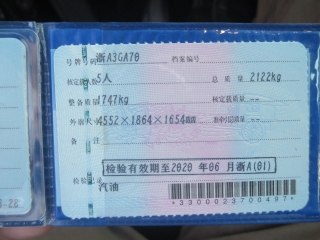 号牌号码 浙A3GA70 档案编号
核定载人数 5人 总质量 2122kg
整备质量 1747kg 核定载质量 --
外廓尺寸 4552×1864×1654mm 准牵引总质量 --
备注
检验有效期至2020 年06 月浙A(01)
检验记录
汽油
*3300023700497*